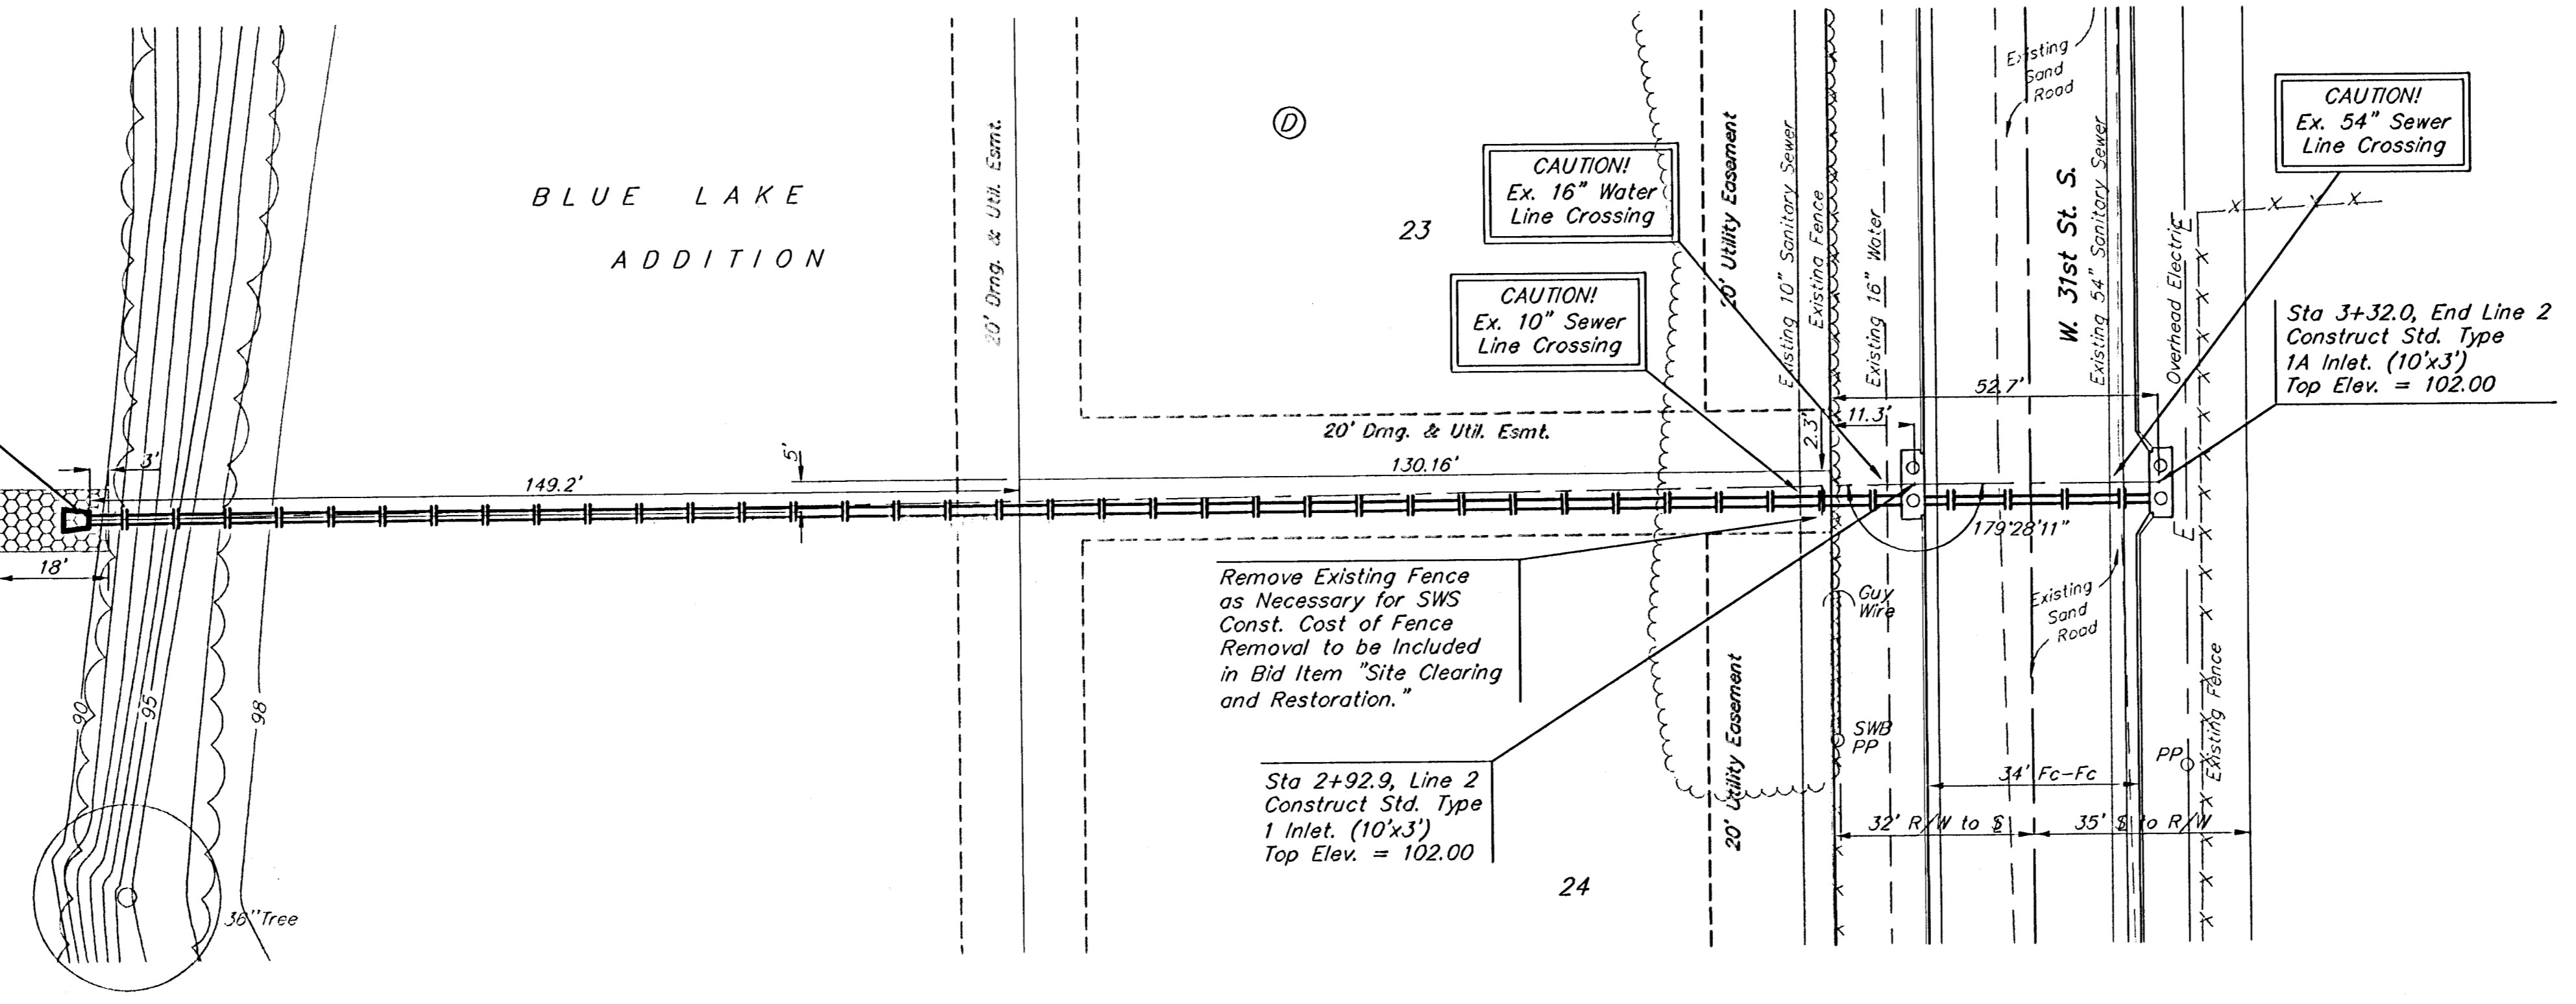 BLUE LAKE
ADDITION
20' Drng. & Util. Esmt.
D
23
CAUTION!
Ex. 16" Water
Line Crossing
CAUTION!
Ex. 10" Sewer
Line Crossing
20' Utility Easement
Existing 10" Sanitary Sewer
Existing Fence
Existing 16" Water
Existing
Sand
Road
W. 31st St. S.
Existing 54" Sanitary Sewer
Overhead Electric
E
X X X X
CAUTION!
Ex. 54" Sewer
Line Crossing
Sta 3+32.0, End Line 2
Construct Std. Type
1A Inlet. (10'x3')
Top Elev. = 102.00
52.7'
11.3'
2.3'
20' Drng. & Util. Esmt.
130.16'
5'
149.2'
3'
18'
179°28'11"
E
Remove Existing Fence
as Necessary for SWS
Const. Cost of Fence
Removal to be Included
in Bid Item "Site Clearing
and Restoration."
Guy
Wire
Existing
Sand
Road
90
95
98
20' Utility Easement
SWB
PP
PP
Existing Fence
34' Fc-Fc
32' R/W to ℄
35' ℄ to R/W
Sta 2+92.9, Line 2
Construct Std. Type
1 Inlet. (10'x3')
Top Elev. = 102.00
24
36" Tree